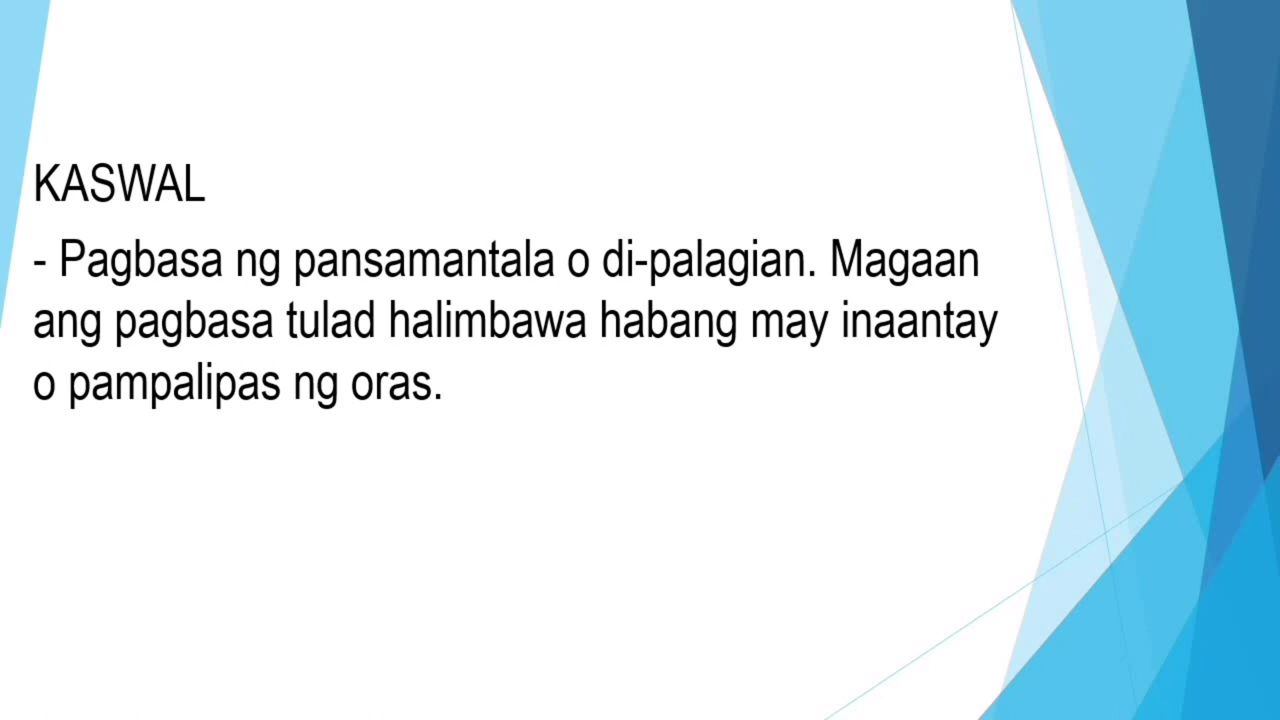 KASWAL
- Pagbasa ng pansamantala o di-palagian. Magaan
ang pagbasa tulad halimbawa habang may inaantay
o pampalipas ng oras.